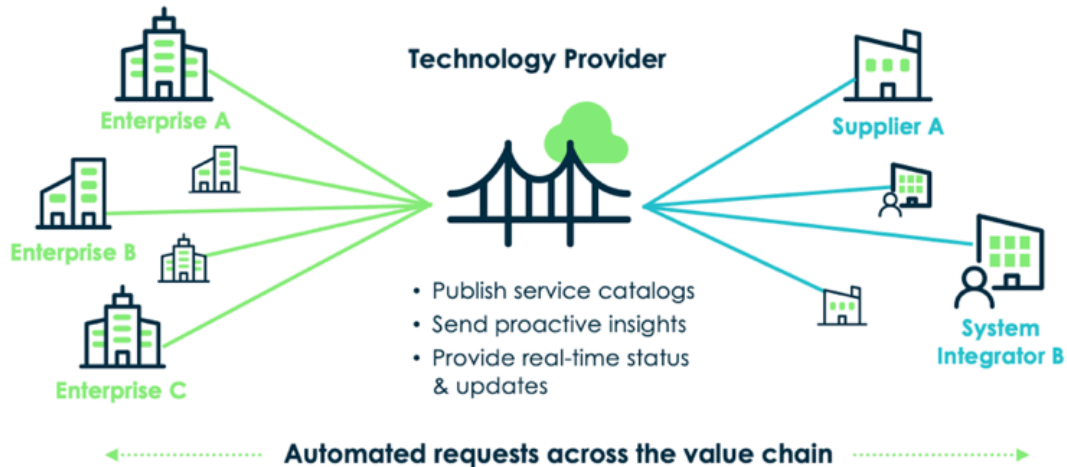 Technology Provider
Enterprise A
Supplier A
Enterprise B
Enterprise C
• Publish service catalogs
• Send proactive insights
• Provide real-time status
& updates
System
Integrator B
Automated requests across the value chain